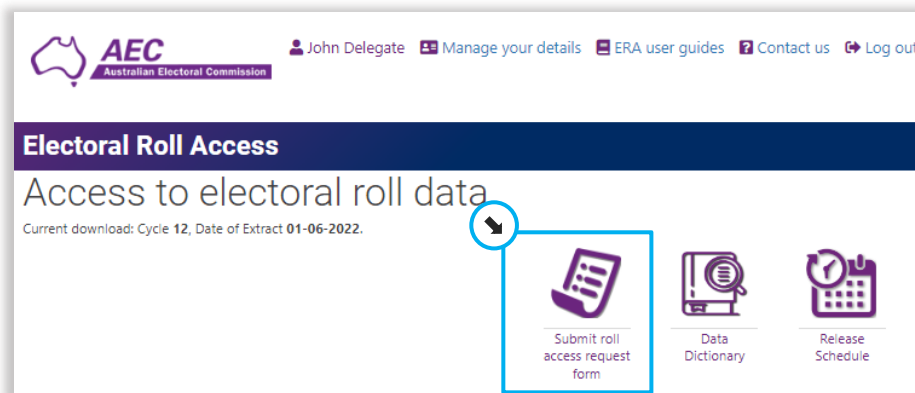 AEC
Australian Electoral Commission
John Delegate Manage your details ERA user guides Contact us Log out
Electoral Roll Access
Access to electoral roll data
Current download: Cycle 12, Date of Extract 01-06-2022.
Submit roll
access request
form
Data
Dictionary
Release
Schedule